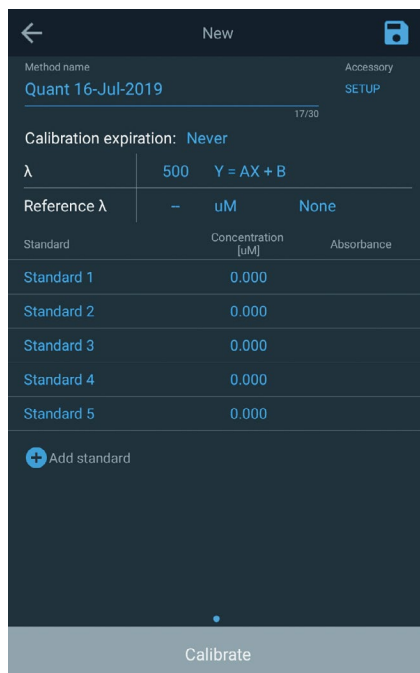 New
Method name
Accessory
Quant 16-Jul-2019
SETUP
17/30
Calibration expiration: Never
λ 500 Y = AX + B
Reference λ -- uM None
Standard Concentration [uM] Absorbance
Standard 1 0.000
Standard 2 0.000
Standard 3 0.000
Standard 4 0.000
Standard 5 0.000
Add standard
Calibrate